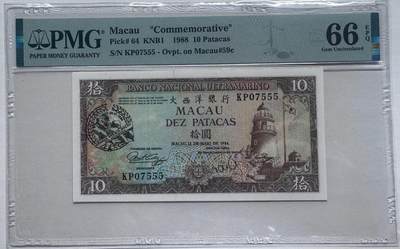 PMG
PAPER MONEY GUARANTY
Macau "Commemorative"
Pick# 64 KNB1 1988 10 Patacas
S/N KP07555 - Ovpt. on Macau#59c
66 EPQ
Gem Uncirculated
拾 BANCO NACIONAL ULTRAMARINO 10
大西洋銀行 KP07555
MACAU
DEZ PATACAS
拾圓
KP07555
10 拾